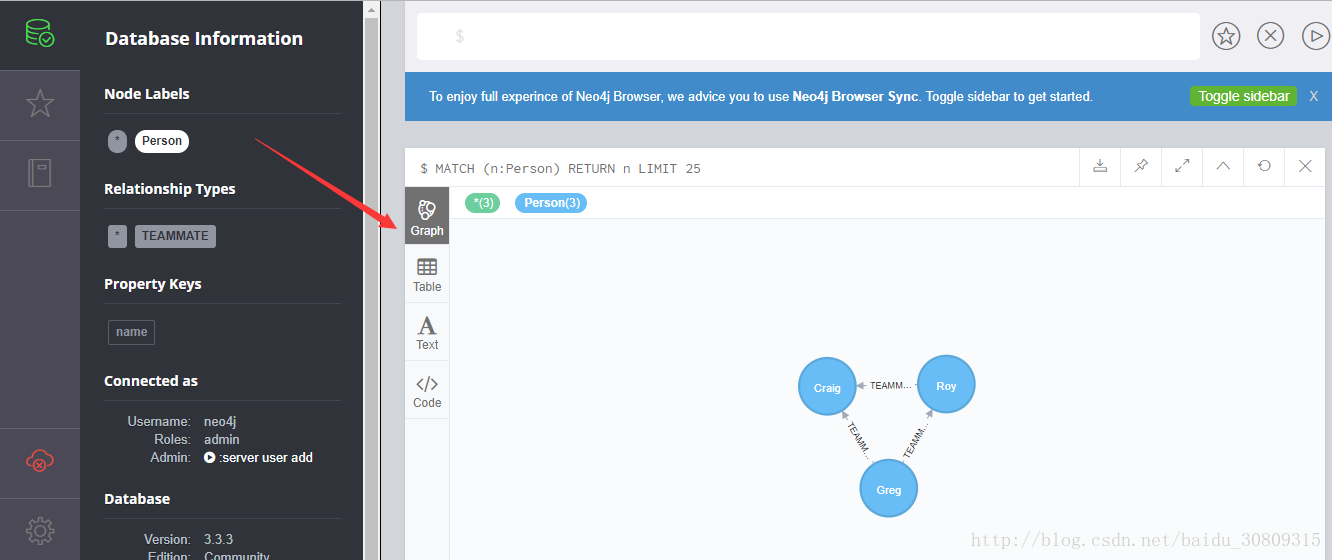 Database Information
Node Labels
* Person
Relationship Types
* TEAMMATE
Property Keys
name
Connected as
Username: neo4j
Roles: admin
Admin: :server user add
Database
Version: 3.3.3
Edition: Community
$
To enjoy full experince of Neo4j Browser, we advice you to use Neo4j Browser Sync. Toggle sidebar to get started. Toggle sidebar X
$ MATCH (n:Person) RETURN n LIMIT 25
*(3) Person(3)
Graph
Table
A
Text
</>
Code
Craig
TEAMM...
Roy
TEAMM...
TEAMM...
Greg
http://blog.csdn.net/baidu_30809315